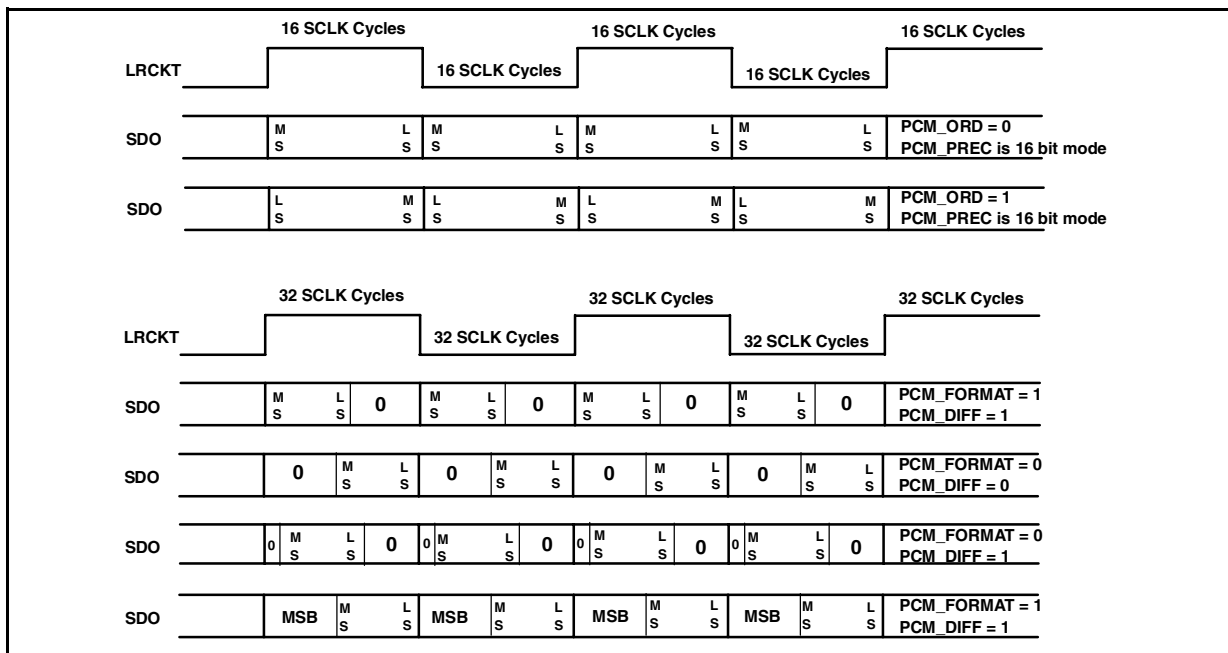 16 SCLK Cycles 16 SCLK Cycles 16 SCLK Cycles
LRCKT 16 SCLK Cycles 16 SCLK Cycles
SDO M S L S M S L S M S L S M S L S PCM_ORD = 0
PCM_PREC is 16 bit mode
SDO L S M S L S M S L S M S L S M S PCM_ORD = 1
PCM_PREC is 16 bit mode
32 SCLK Cycles 32 SCLK Cycles 32 SCLK Cycles
LRCKT 32 SCLK Cycles 32 SCLK Cycles
SDO M S L S 0 M S L S 0 M S L S 0 M S L S 0 PCM_FORMAT = 1
PCM_DIFF = 1
SDO 0 M S L S 0 M S L S 0 M S L S 0 M S L S PCM_FORMAT = 0
PCM_DIFF = 0
SDO 0 M S L S 0 0 M S L S 0 0 M S L S 0 0 M S L S 0 PCM_FORMAT = 0
PCM_DIFF = 1
SDO MSB M S L S MSB M S L S MSB M S L S MSB M S L S PCM_FORMAT = 1
PCM_DIFF = 1